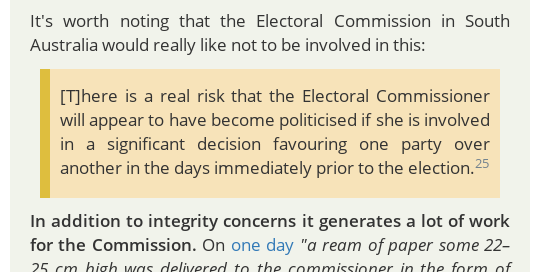 It's worth noting that the Electoral Commission in South
Australia would really like not to be involved in this:
[T]here is a real risk that the Electoral Commissioner
will appear to have become politicised if she is involved
in a significant decision favouring one party over
another in the days immediately prior to the election.25
In addition to integrity concerns it generates a lot of work
for the Commission. On one day "a ream of paper some 22–
25 cm high was delivered to the commissioner in the form of